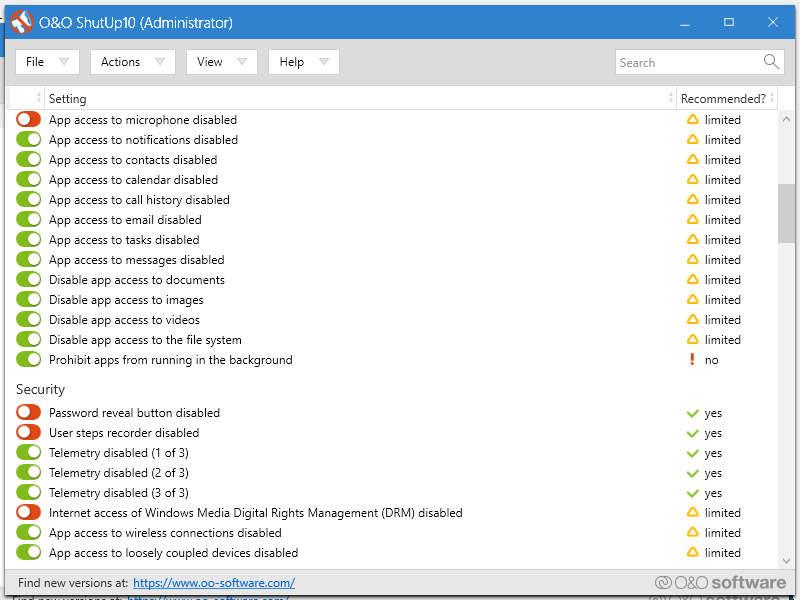 O&O ShutUp10 (Administrator)
File Actions View Help Search
Setting Recommended?
App access to microphone disabled limited
App access to notifications disabled limited
App access to contacts disabled limited
App access to calendar disabled limited
App access to call history disabled limited
App access to email disabled limited
App access to tasks disabled limited
App access to messages disabled limited
Disable app access to documents limited
Disable app access to images limited
Disable app access to videos limited
Disable app access to the file system limited
Prohibit apps from running in the background no
Security
Password reveal button disabled yes
User steps recorder disabled yes
Telemetry disabled (1 of 3) yes
Telemetry disabled (2 of 3) yes
Telemetry disabled (3 of 3) yes
Internet access of Windows Media Digital Rights Management (DRM) disabled limited
App access to wireless connections disabled limited
App access to loosely coupled devices disabled limited
Find new versions at: https://www.oo-software.com/ O&O software